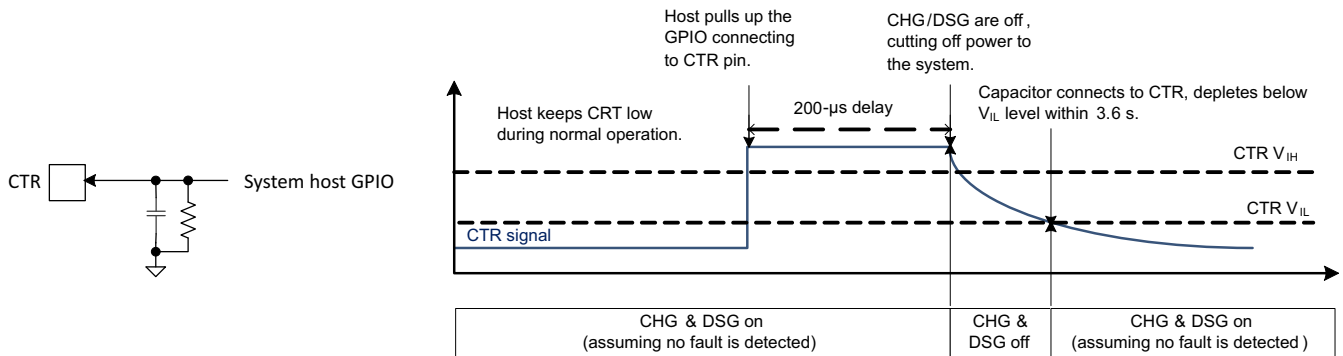 Host pulls up the
GPIO connecting
to CTR pin.
CHG/DSG are off,
cutting off power to
the system.
Host keeps CRT low
during normal operation.
200-µs delay
Capacitor connects to CTR, depletes below
VIL level within 3.6 s.
CTR
System host GPIO
CTR VIH
CTR VIL
CTR signal
CHG & DSG on
(assuming no fault is detected)
CHG &
DSG off
CHG & DSG on
(assuming no fault is detected)